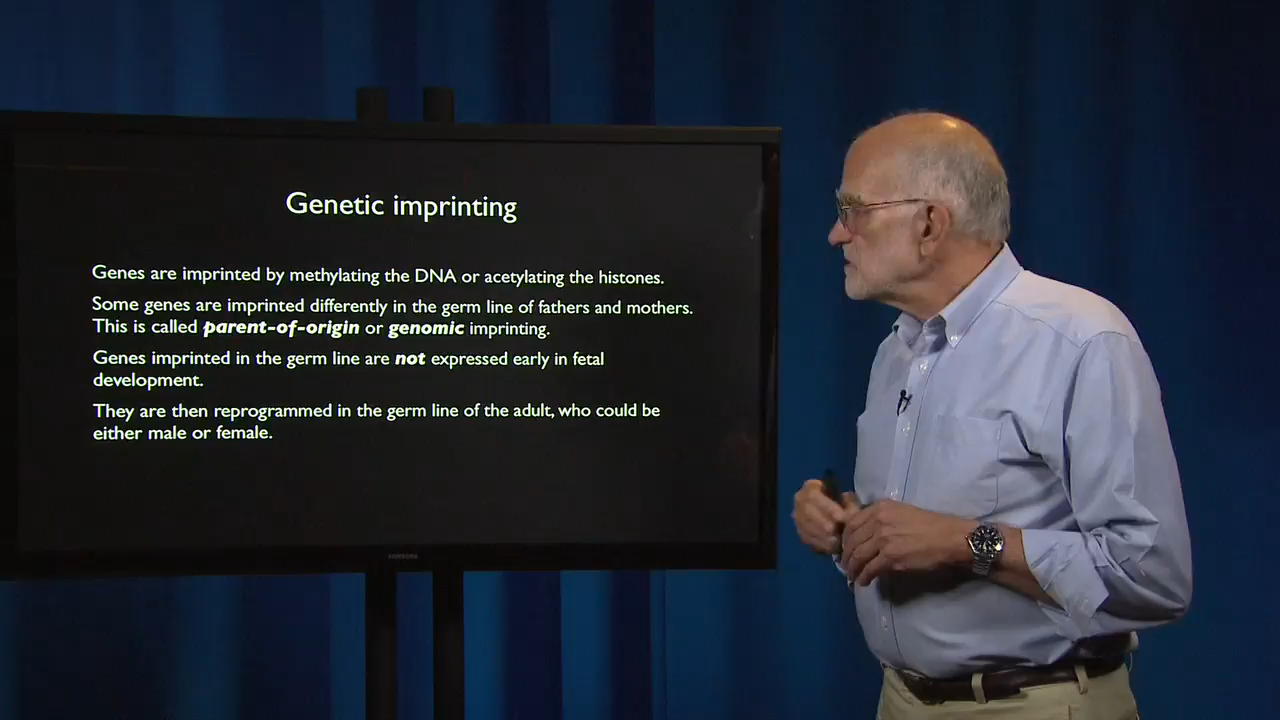 Genetic imprinting
Genes are imprinted by methylating the DNA or acetylating the histones.
Some genes are imprinted differently in the germ line of fathers and mothers.
This is called parent-of-origin or genomic imprinting.
Genes imprinted in the germ line are not expressed early in fetal
development.
They are then reprogrammed in the germ line of the adult, who could be
either male or female.
SAMSUNG